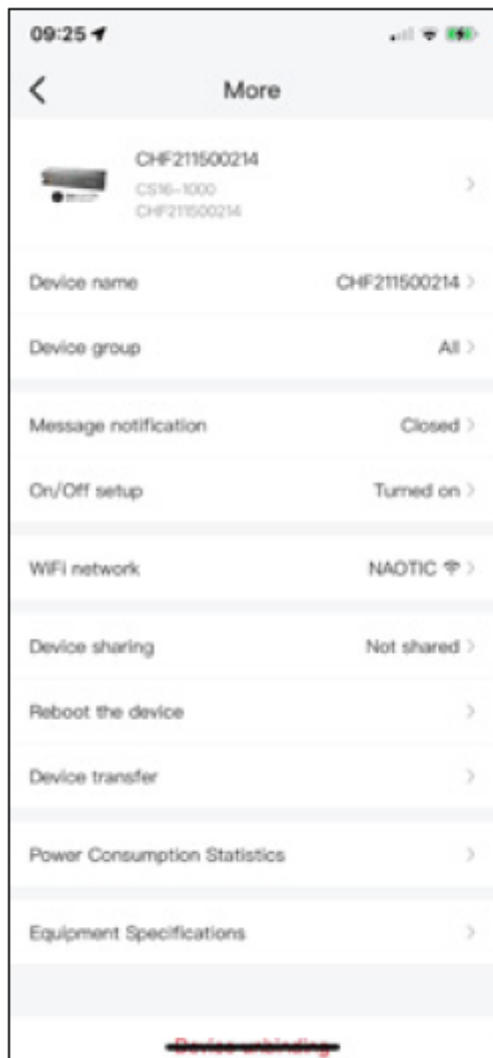 09:25
More
CHF211500214
CS16-1000
CHF211500214
Device name CHF211500214
Device group All
Message notification Closed
On/Off setup Turned on
WiFi network NAOTIC
Device sharing Not shared
Reboot the device
Device transfer
Power Consumption Statistics
Equipment Specifications
Device unbinding